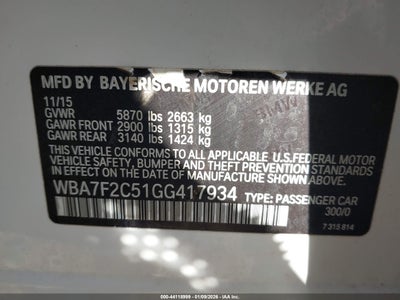 MFD BY BAYERISCHE MOTOREN WERKE AG
11/15
GVWR 5870 lbs 2663 kg
GAWR FRONT 2900 lbs 1315 kg
GAWR REAR 3140 lbs 1424 kg
THIS VEHICLE CONFORMS TO ALL APPLICABLE U.S.FEDERAL MOTOR
VEHICLE SAFETY, BUMPER AND THEFT PREVENTION STANDARDS
IN EFFECT ON THE DATE OF MANUFACTURE SHOWN ABOVE.
WBA7F2C51GG417934
TYPE: PASSENGER CAR
300/0
7 315 814
000-44118999 - 01/09/2026 -